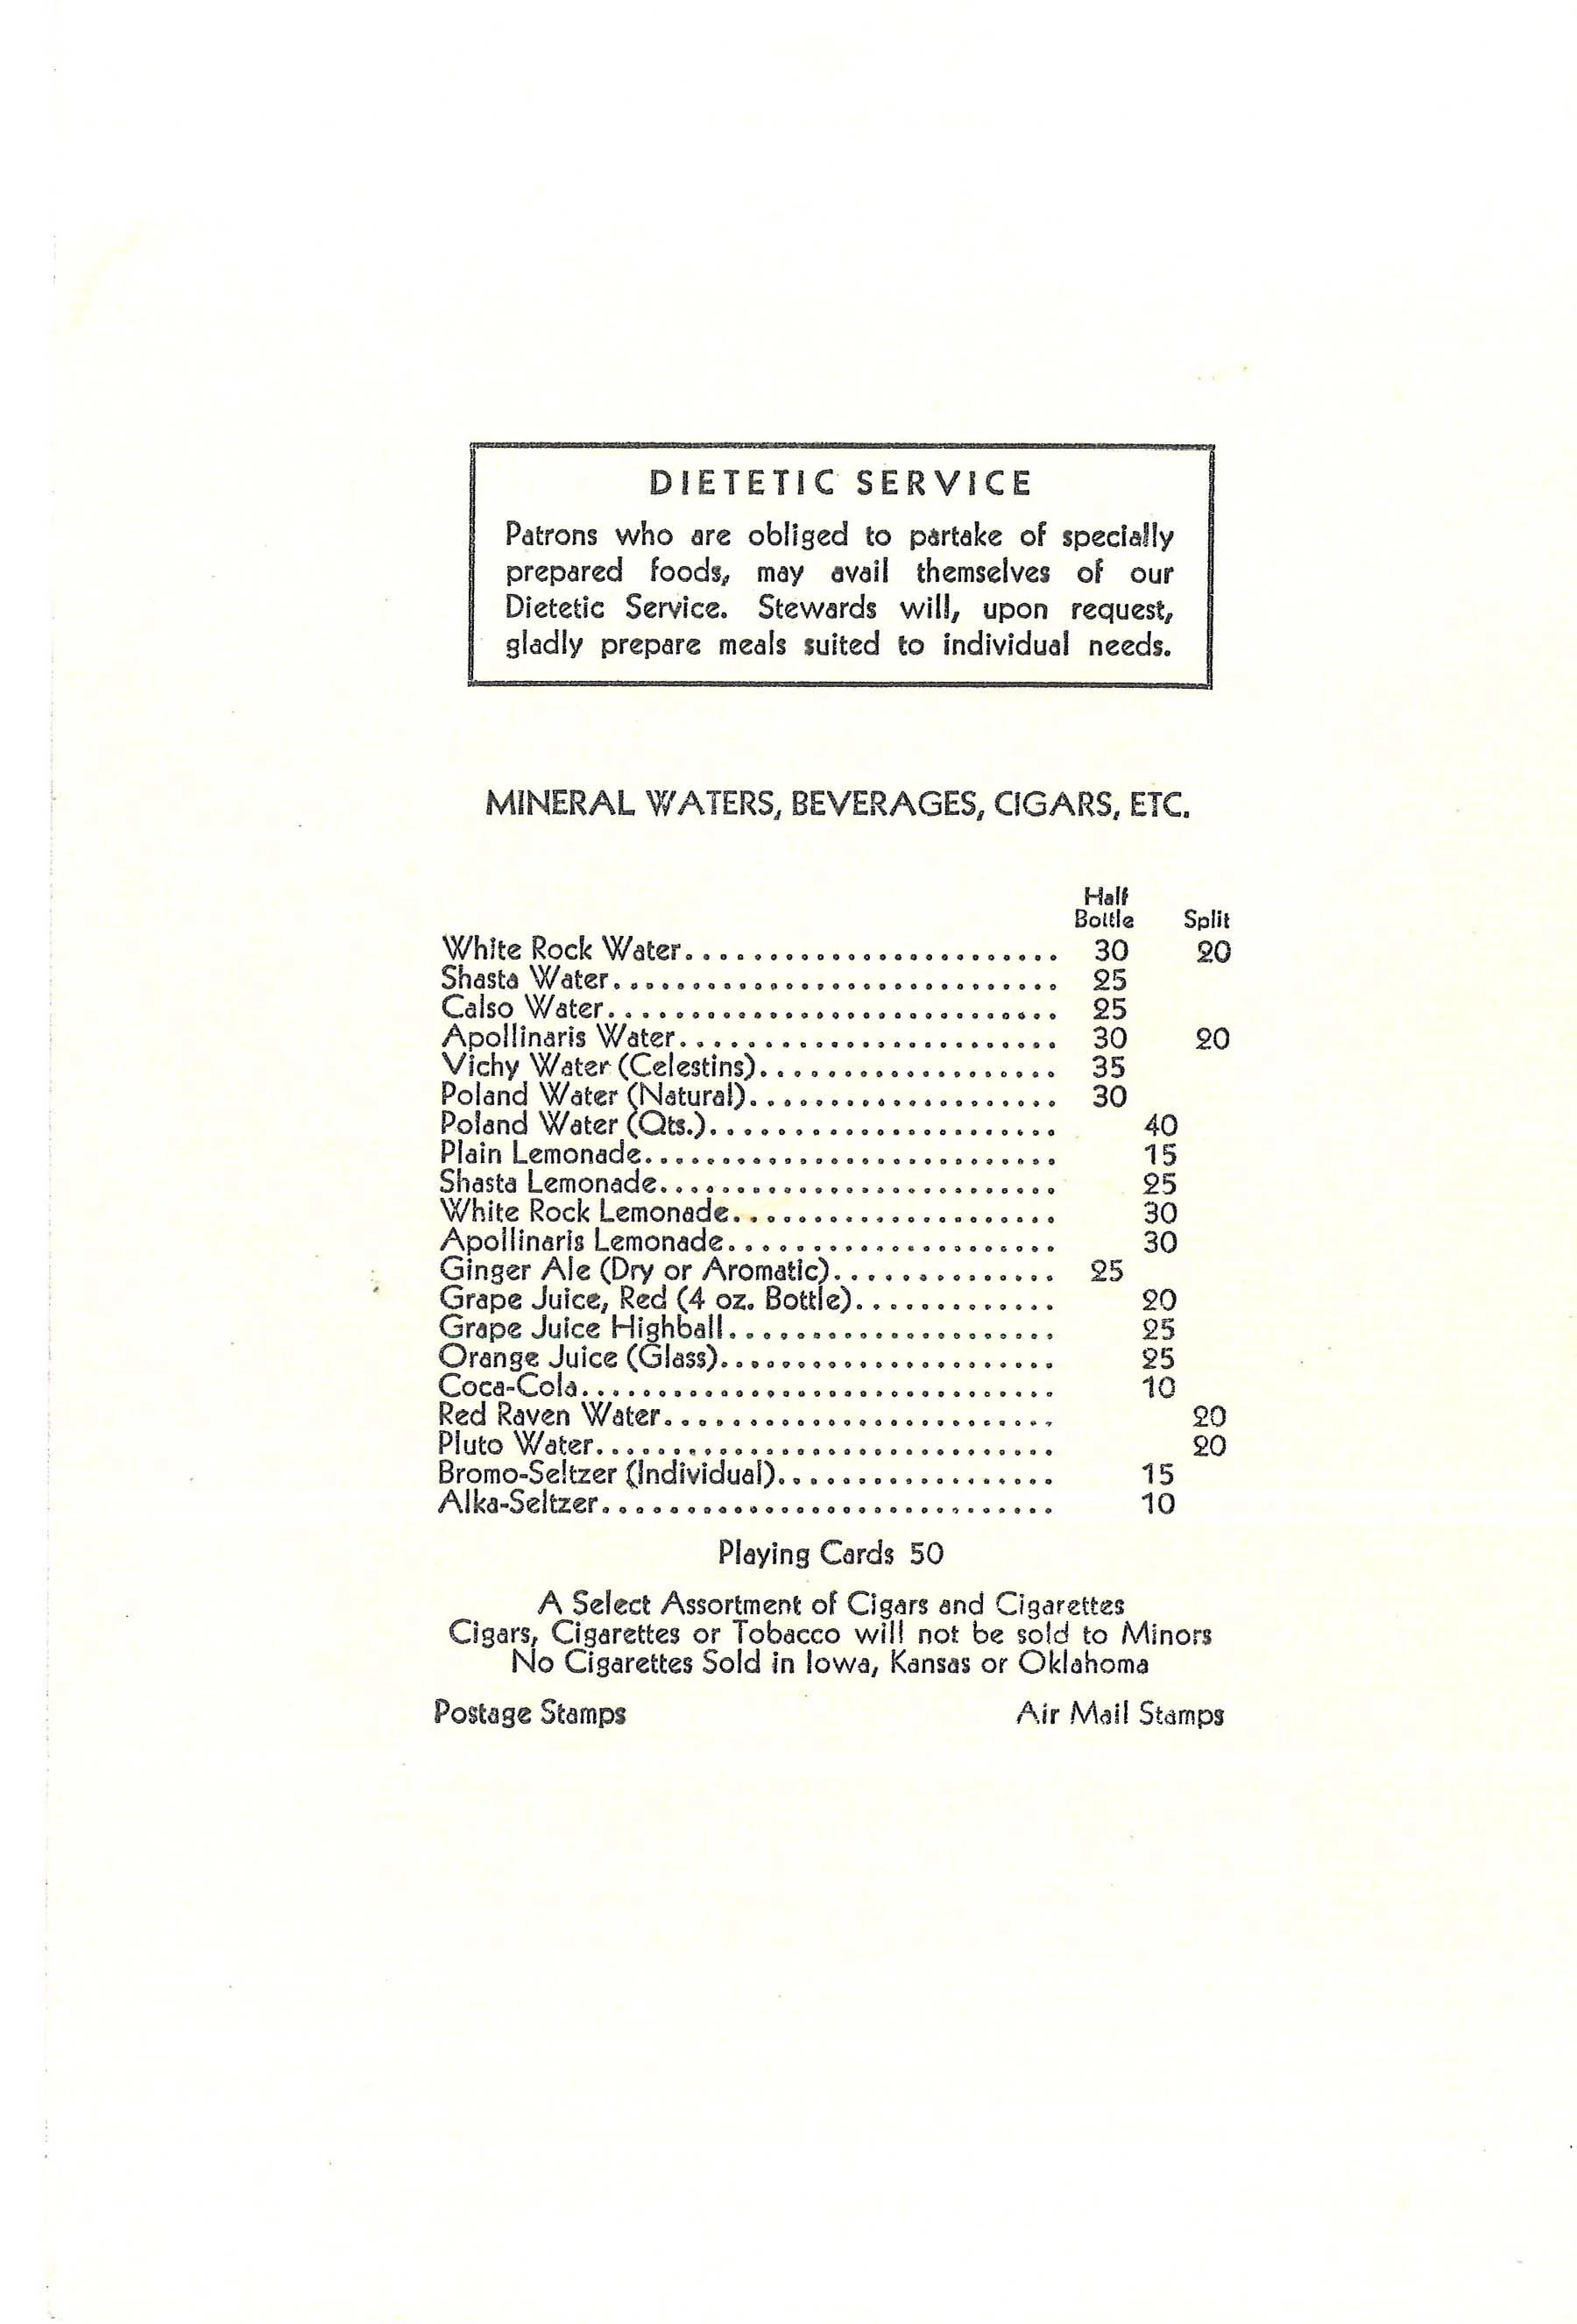 DIETETIC SERVICE
Patrons who are obliged to partake of specially
prepared foods, may avail themselves of our
Dietetic Service. Stewards will, upon request,
gladly prepare meals suited to individual needs.
MINERAL WATERS, BEVERAGES, CIGARS, ETC.
Half
Bottle Split
White Rock Water........................ 30 20
Shasta Water............................. 25
Calso Water............................. 25
Apollinaris Water........................ 30 20
Vichy Water (Celestins)................... 35
Poland Water (Natural).................... 30
Poland Water (Qts.)...................... 40
Plain Lemonade........................... 15
Shasta Lemonade.......................... 25
White Rock Lemonade..................... 30
Apollinaris Lemonade..................... 30
Ginger Ale (Dry or Aromatic).............. 25
Grape Juice, Red (4 oz. Bottle)............. 20
Grape Juice Highball..................... 25
Orange Juice (Glass)...................... 25
Coca-Cola............................... 10
Red Raven Water......................... 20
Pluto Water.............................. 20
Bromo-Seltzer (Individual).................. 15
Alka-Seltzer............................. 10
Playing Cards 50
A Select Assortment of Cigars and Cigarettes
Cigars, Cigarettes or Tobacco will not be sold to Minors
No Cigarettes Sold in Iowa, Kansas or Oklahoma
Postage Stamps Air Mail Stamps